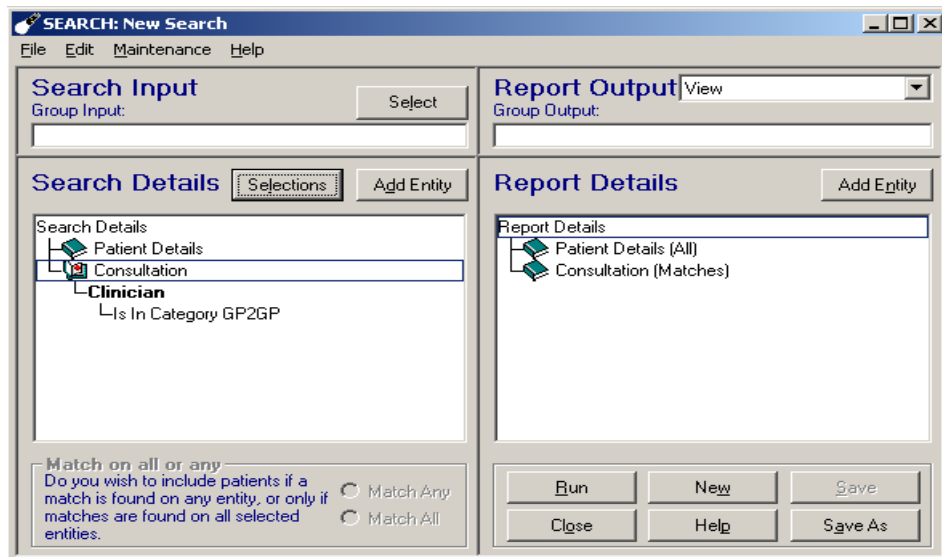 SEARCH: New Search
File Edit Maintenance Help
Search Input
Group Input:
Select
Report Output
View
Group Output:
Search Details
Selections
Add Entity
Search Details
Patient Details
Consultation
Clinician
Is In Category GP2GP
Report Details
Add Entity
Report Details
Patient Details (All)
Consultation (Matches)
Match on all or any
Do you wish to include patients if a
match is found on any entity, or only if
matches are found on all selected
entities.
Match Any
Match All
Run New Save
Close Help Save As